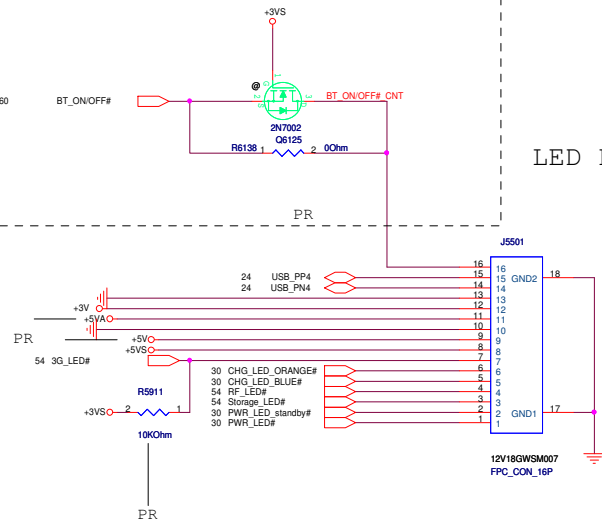 +3VS
@
1
G
2
S
3
D
60 BT_ON/OFF#
BT_ON/OFF#_CNT
2N7002
Q6125
R6138 1 2 0Ohm
LED
PR
J5501
16 16
24 USB_PP4 15 15 GND2 18
24 USB_PN4 14 14
13 13
+3V 12 12
+5VA 11 11
10 10
PR +5V 9 9
+5VS 8 8
54 3G_LED# 7 7
30 CHG_LED_ORANGE# 6 6
30 CHG_LED_BLUE# 5 5
54 RF_LED# 4 4
54 Storage_LED# 3 3
30 PWR_LED_standby# 2 2 GND1 17
30 PWR_LED# 1 1
R5911
+3VS 2 1
10KOhm
12V18GWSM007
FPC_CON_16P
PR